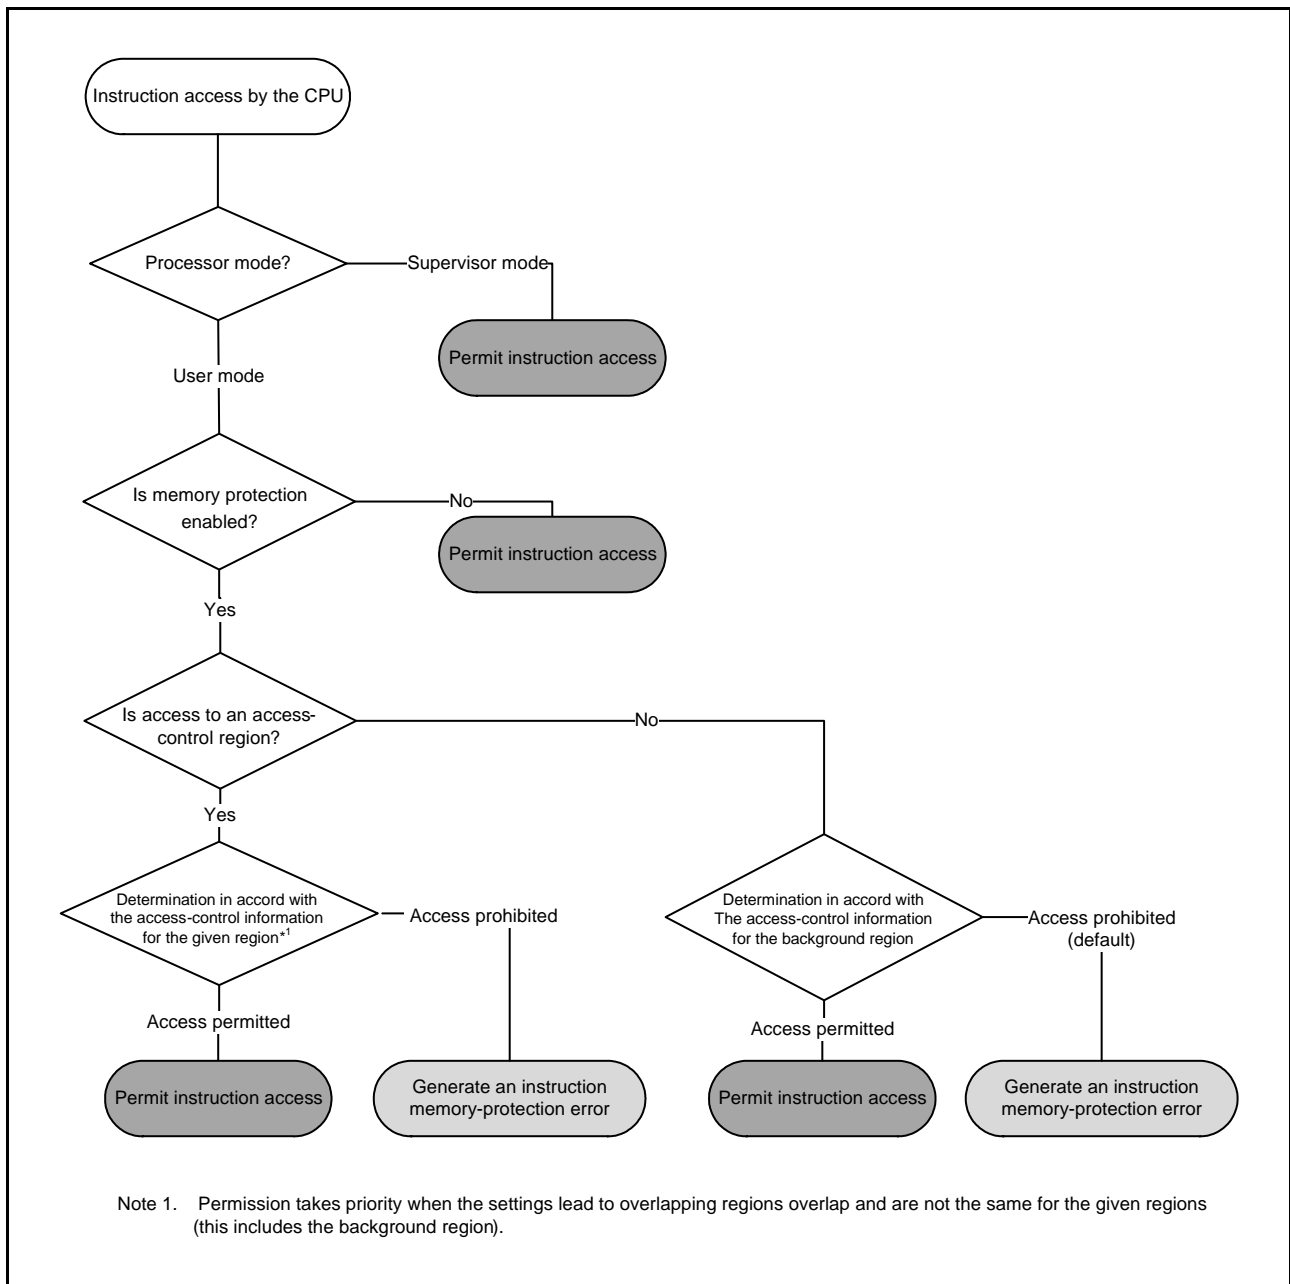 Instruction access by the CPU
Processor mode?
Supervisor mode
Permit instruction access
User mode
Is memory protection
enabled?
No
Permit instruction access
Yes
Is access to an access-
control region?
No
Yes
Determination in accord with
the access-control information
for the given region*1
Access prohibited
Determination in accord with
The access-control information
for the background region
Access prohibited
(default)
Access permitted
Access permitted
Permit instruction access
Generate an instruction
memory-protection error
Permit instruction access
Generate an instruction
memory-protection error
Note 1. Permission takes priority when the settings lead to overlapping regions overlap and are not the same for the given regions
(this includes the background region).